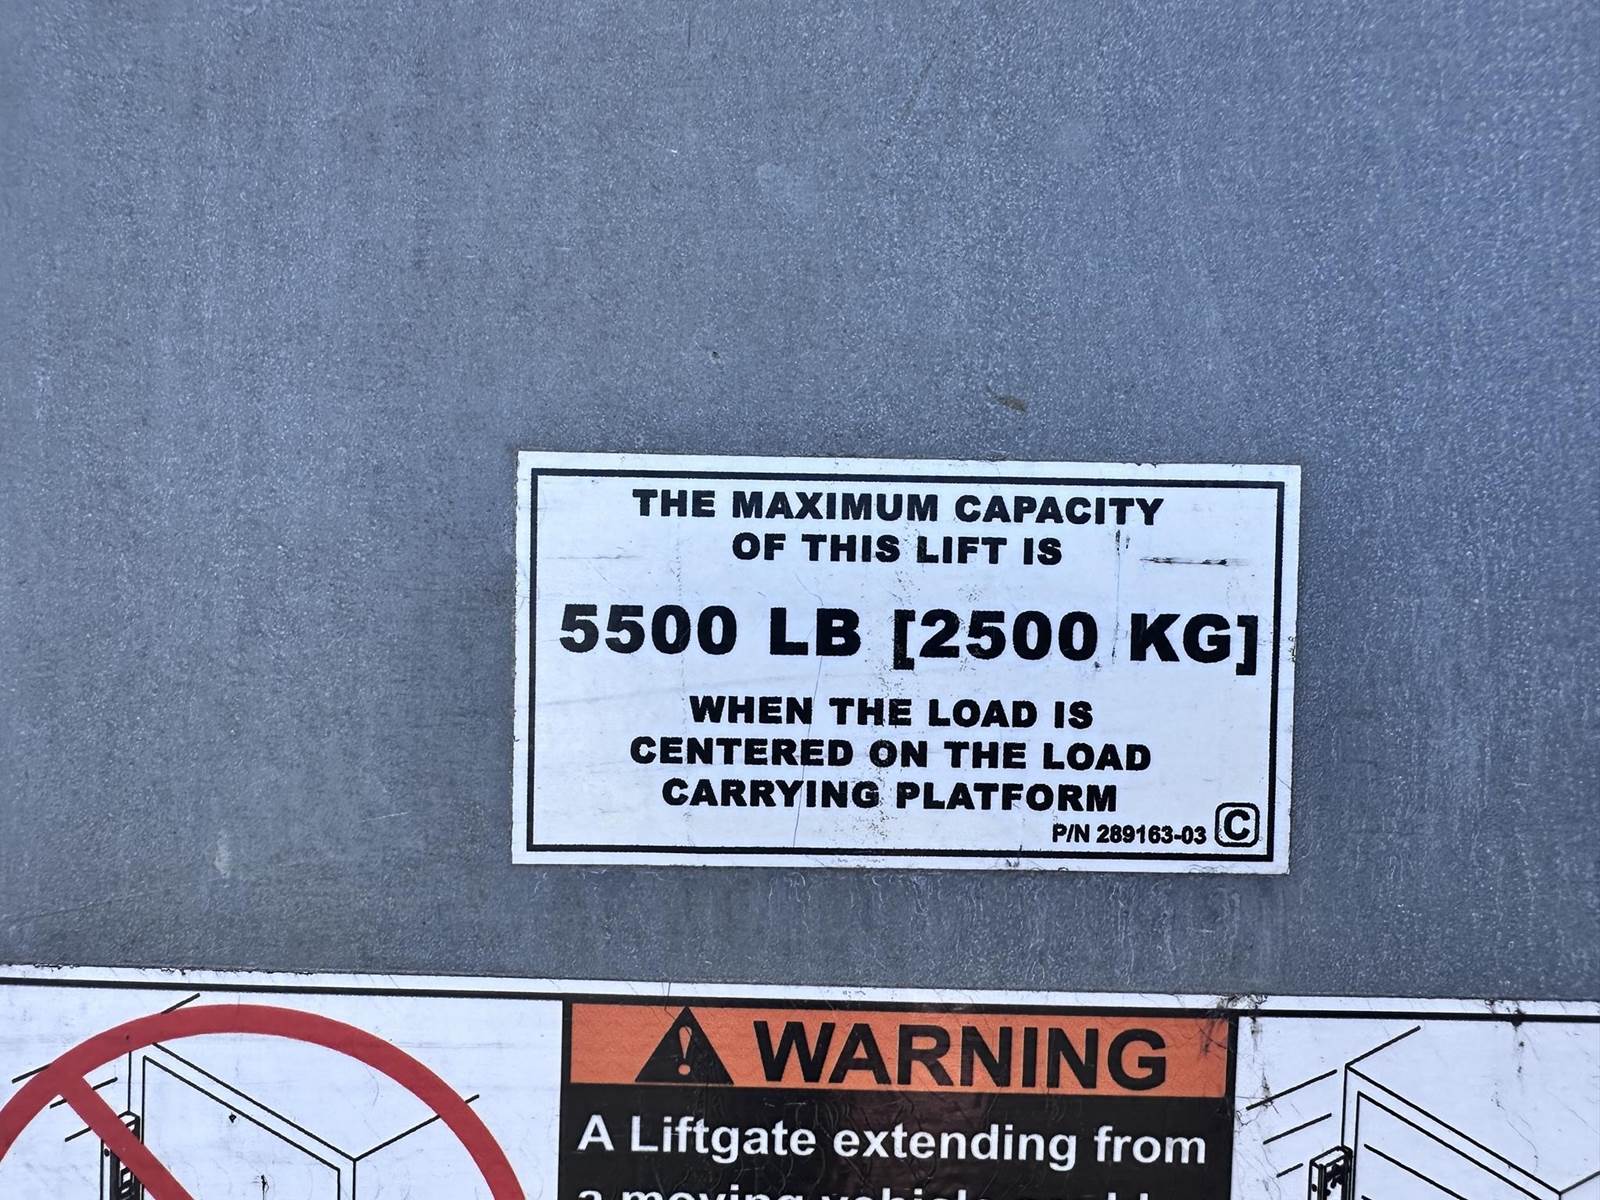 THE MAXIMUM CAPACITY
OF THIS LIFT IS
5500 LB [2500 KG]
WHEN THE LOAD IS
CENTERED ON THE LOAD
CARRYING PLATFORM
P/N 289163-03 C
WARNING
A Liftgate extending from
a moving